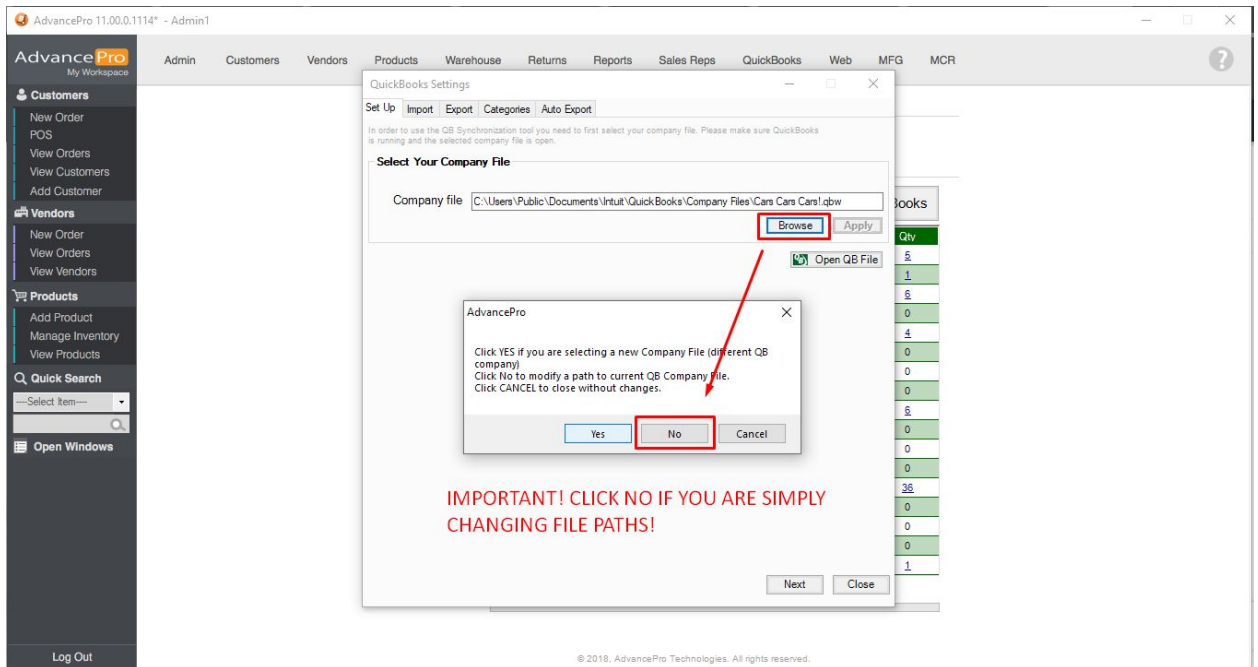 AdvancePro 11.00.0.1114* - Admin1
Advance Pro
My Workspace
Admin Customers Vendors Products Warehouse Returns Reports Sales Reps QuickBooks Web MFG MCR
?
Customers
New Order
POS
View Orders
View Customers
Add Customer
Vendors
New Order
View Orders
View Vendors
Products
Add Product
Manage Inventory
View Products
Quick Search
----Select Item----
Open Windows
Log Out
QuickBooks Settings
Set Up Import Export Categories Auto Export
In order to use the QB Synchronization tool you need to first select your company file. Please make sure QuickBooks
is running and the selected company file is open.
Select Your Company File
Company file C:\Users\Public\Documents\Intuit\QuickBooks\Company Files\Cars Cars Cars!.qbw
Browse Apply
Open QB File
AdvancePro
Click YES if you are selecting a new Company File (different QB
company)
Click No to modify a path to current QB Company File.
Click CANCEL to close without changes.
Yes No Cancel
IMPORTANT! CLICK NO IF YOU ARE SIMPLY
CHANGING FILE PATHS!
Next Close
Books
Qty
5
1
6
0
4
0
0
0
6
0
0
0
36
0
0
0
1
© 2018, AdvancePro Technologies. All rights reserved.